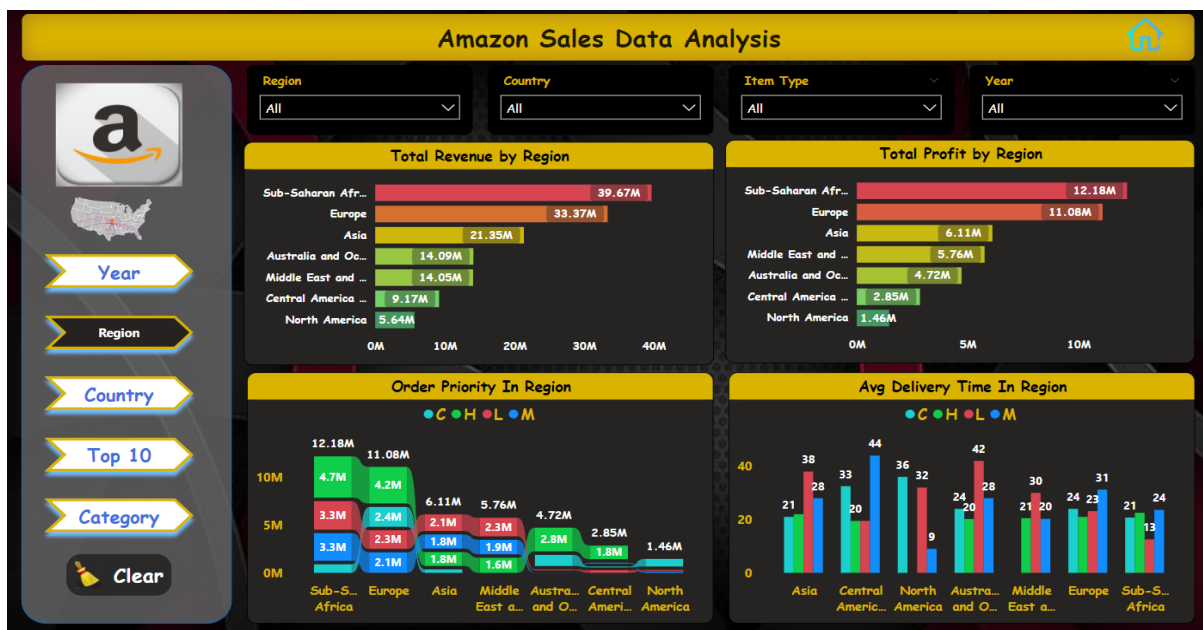 Amazon Sales Data Analysis
a
Year
Region
Country
Top 10
Category
Clear
Region
All
Country
All
Item Type
All
Year
All
Total Revenue by Region
Sub-Saharan Afr... 39.67M
Europe 33.37M
Asia 21.35M
Australia and Oc... 14.09M
Middle East and ... 14.05M
Central America ... 9.17M
North America 5.64M
0M 10M 20M 30M 40M
Total Profit by Region
Sub-Saharan Afr... 12.18M
Europe 11.08M
Asia 6.11M
Middle East and ... 5.76M
Australia and Oc... 4.72M
Central America ... 2.85M
North America 1.46M
0M 5M 10M
Order Priority In Region
C H L M
12.18M 11.08M 6.11M 5.76M 4.72M 2.85M 1.46M
10M 5M 0M
4.7M 3.3M 3.3M
4.2M 2.4M 2.3M 2.1M
2.1M 1.8M 1.8M
2.3M 1.9M 1.6M
2.8M
1.8M
Sub-S... Europe Asia Middle Austra... Central North
Africa East a... and O... Ameri... America
Avg Delivery Time In Region
C H L M
40 20 0
21 38 28
33 20 44
36 32 9
24 20 42 28
21 30 20
24 23 31
21 13 24
Asia Central North Austra... Middle Europe Sub-S...
Americ... America and O... East a... Africa